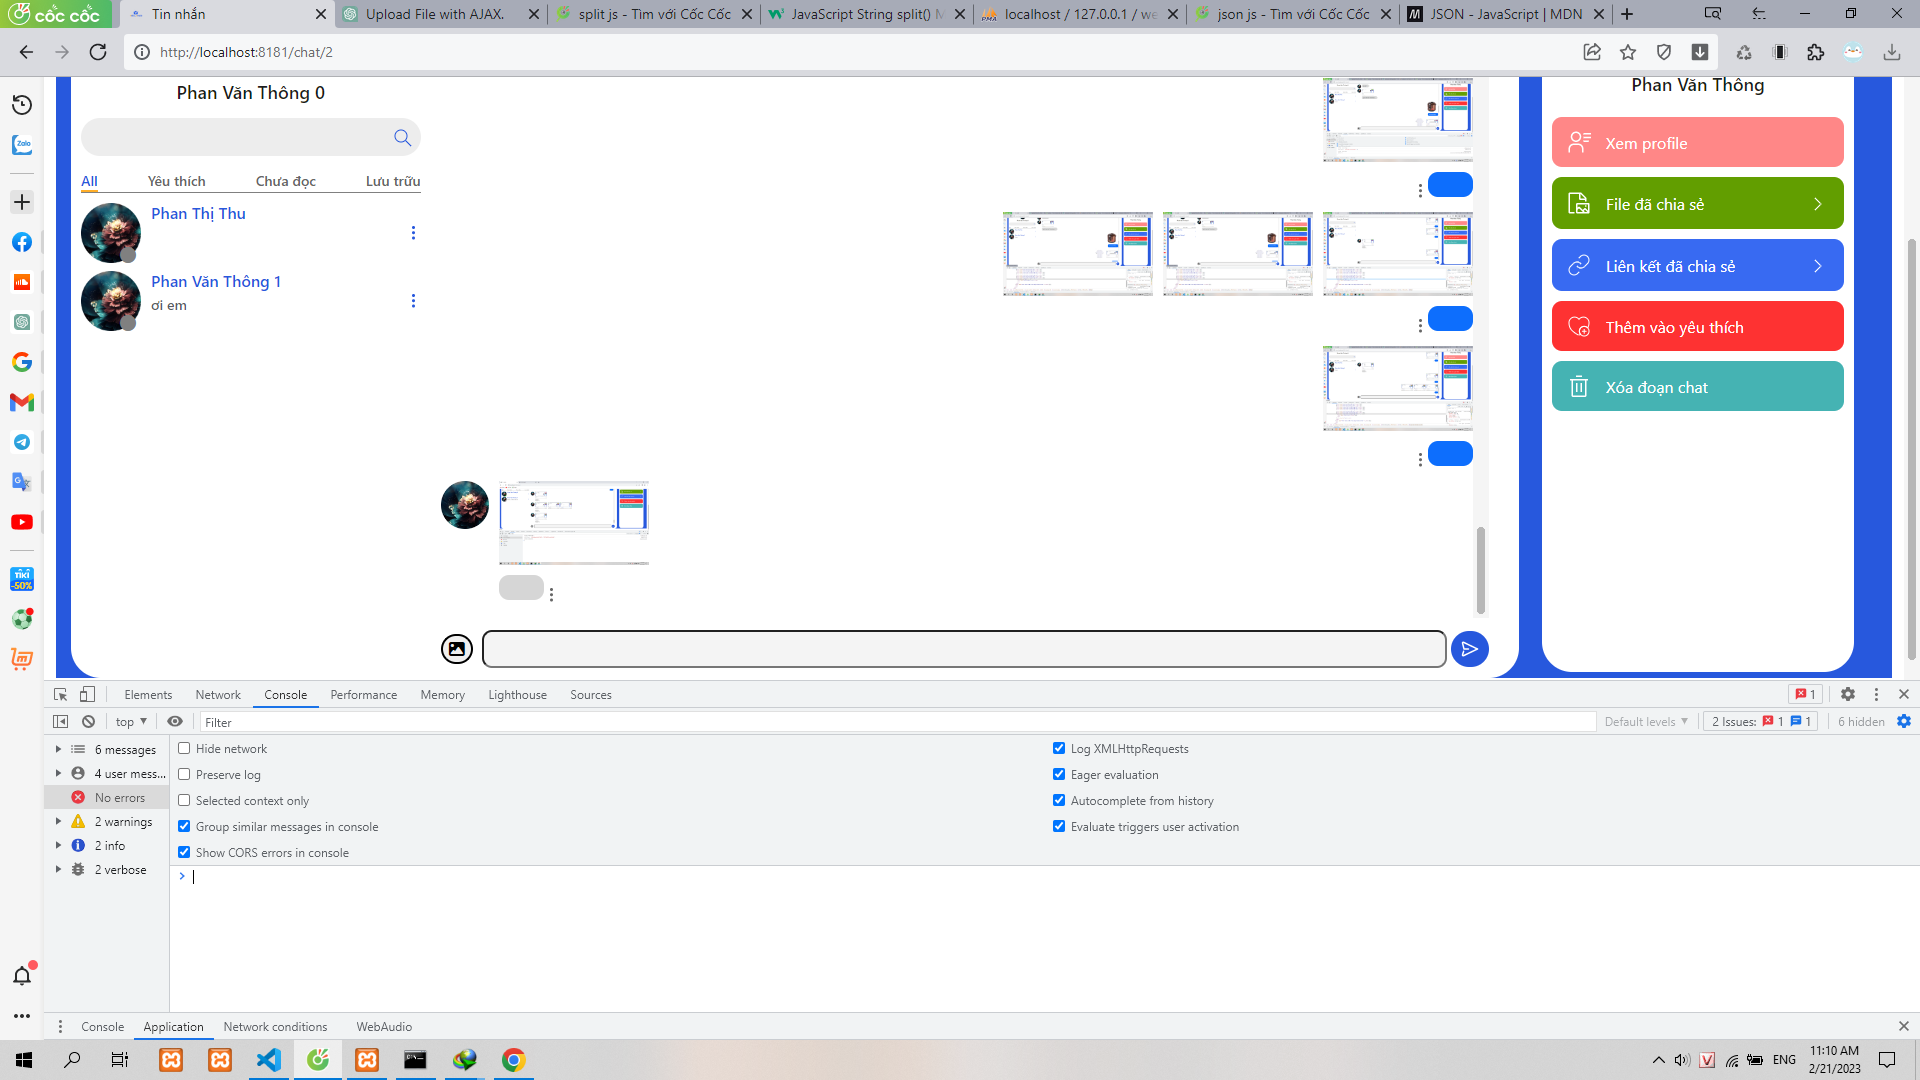 cốc cốc
Tin nhắn
Upload File with AJAX.
split js - Tìm với Cốc Cốc
JavaScript String split() M
localhost / 127.0.0.1 / we
json js - Tìm với Cốc Cốc
JSON - JavaScript | MDN
http://localhost:8181/chat/2
Zalo
TIKI
-50%
Phan Văn Thông 0
All
Yêu thích
Chưa đọc
Lưu trữu
Phan Thị Thu
Phan Văn Thông 1
ơi em
Phan Văn Thông
Xem profile
File đã chia sẻ
Liên kết đã chia sẻ
Thêm vào yêu thích
Xóa đoạn chat
Elements
Network
Console
Performance
Memory
Lighthouse
Sources
1
top
Filter
Default levels
2 Issues: 1 1
6 hidden
6 messages
4 user mess...
No errors
2 warnings
2 info
2 verbose
Hide network
Preserve log
Selected context only
Group similar messages in console
Show CORS errors in console
Log XMLHttpRequests
Eager evaluation
Autocomplete from history
Evaluate triggers user activation
Console
Application
Network conditions
WebAudio
ENG
11:10 AM
2/21/2023